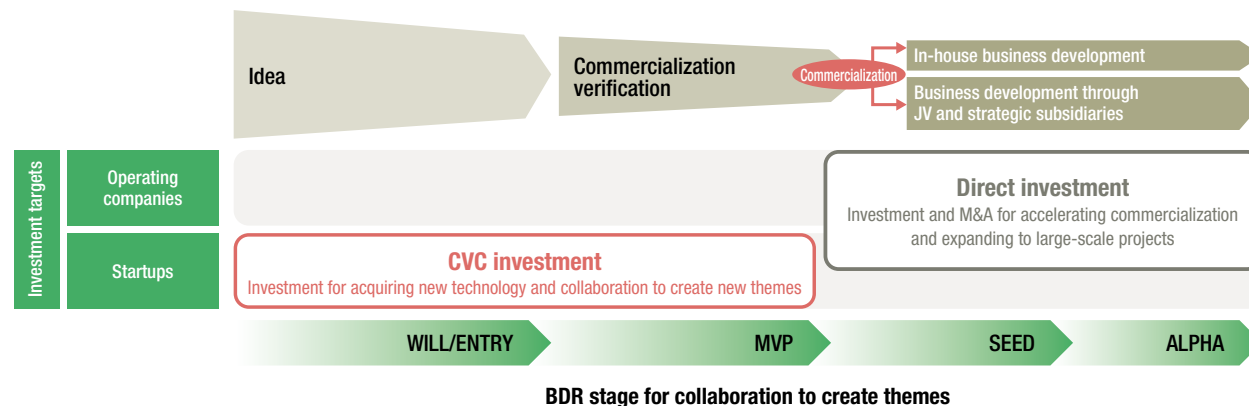 Idea
Commercialization
verification
Commercialization
In-house business development
Business development through
JV and strategic subsidiaries
Investment targets
Operating
companies
Startups
Direct investment
Investment and M&A for accelerating commercialization
and expanding to large-scale projects
CVC investment
Investment for acquiring new technology and collaboration to create new themes
WILL/ENTRY
MVP
SEED
ALPHA
BDR stage for collaboration to create themes